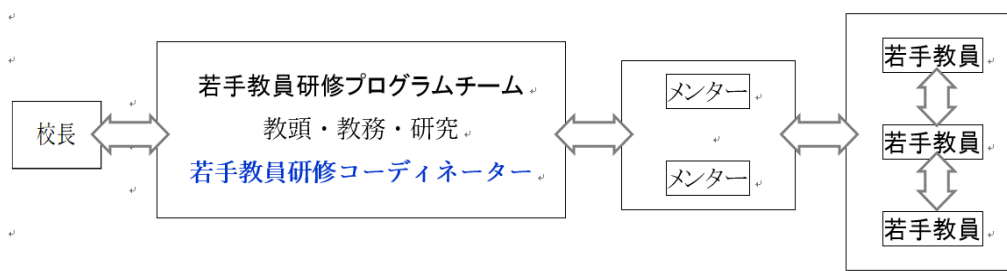 校長
若手教員研修プログラムチーム
教頭・教務・研究
若手教員研修コーディネーター
メンター
メンター
若手教員
若手教員
若手教員